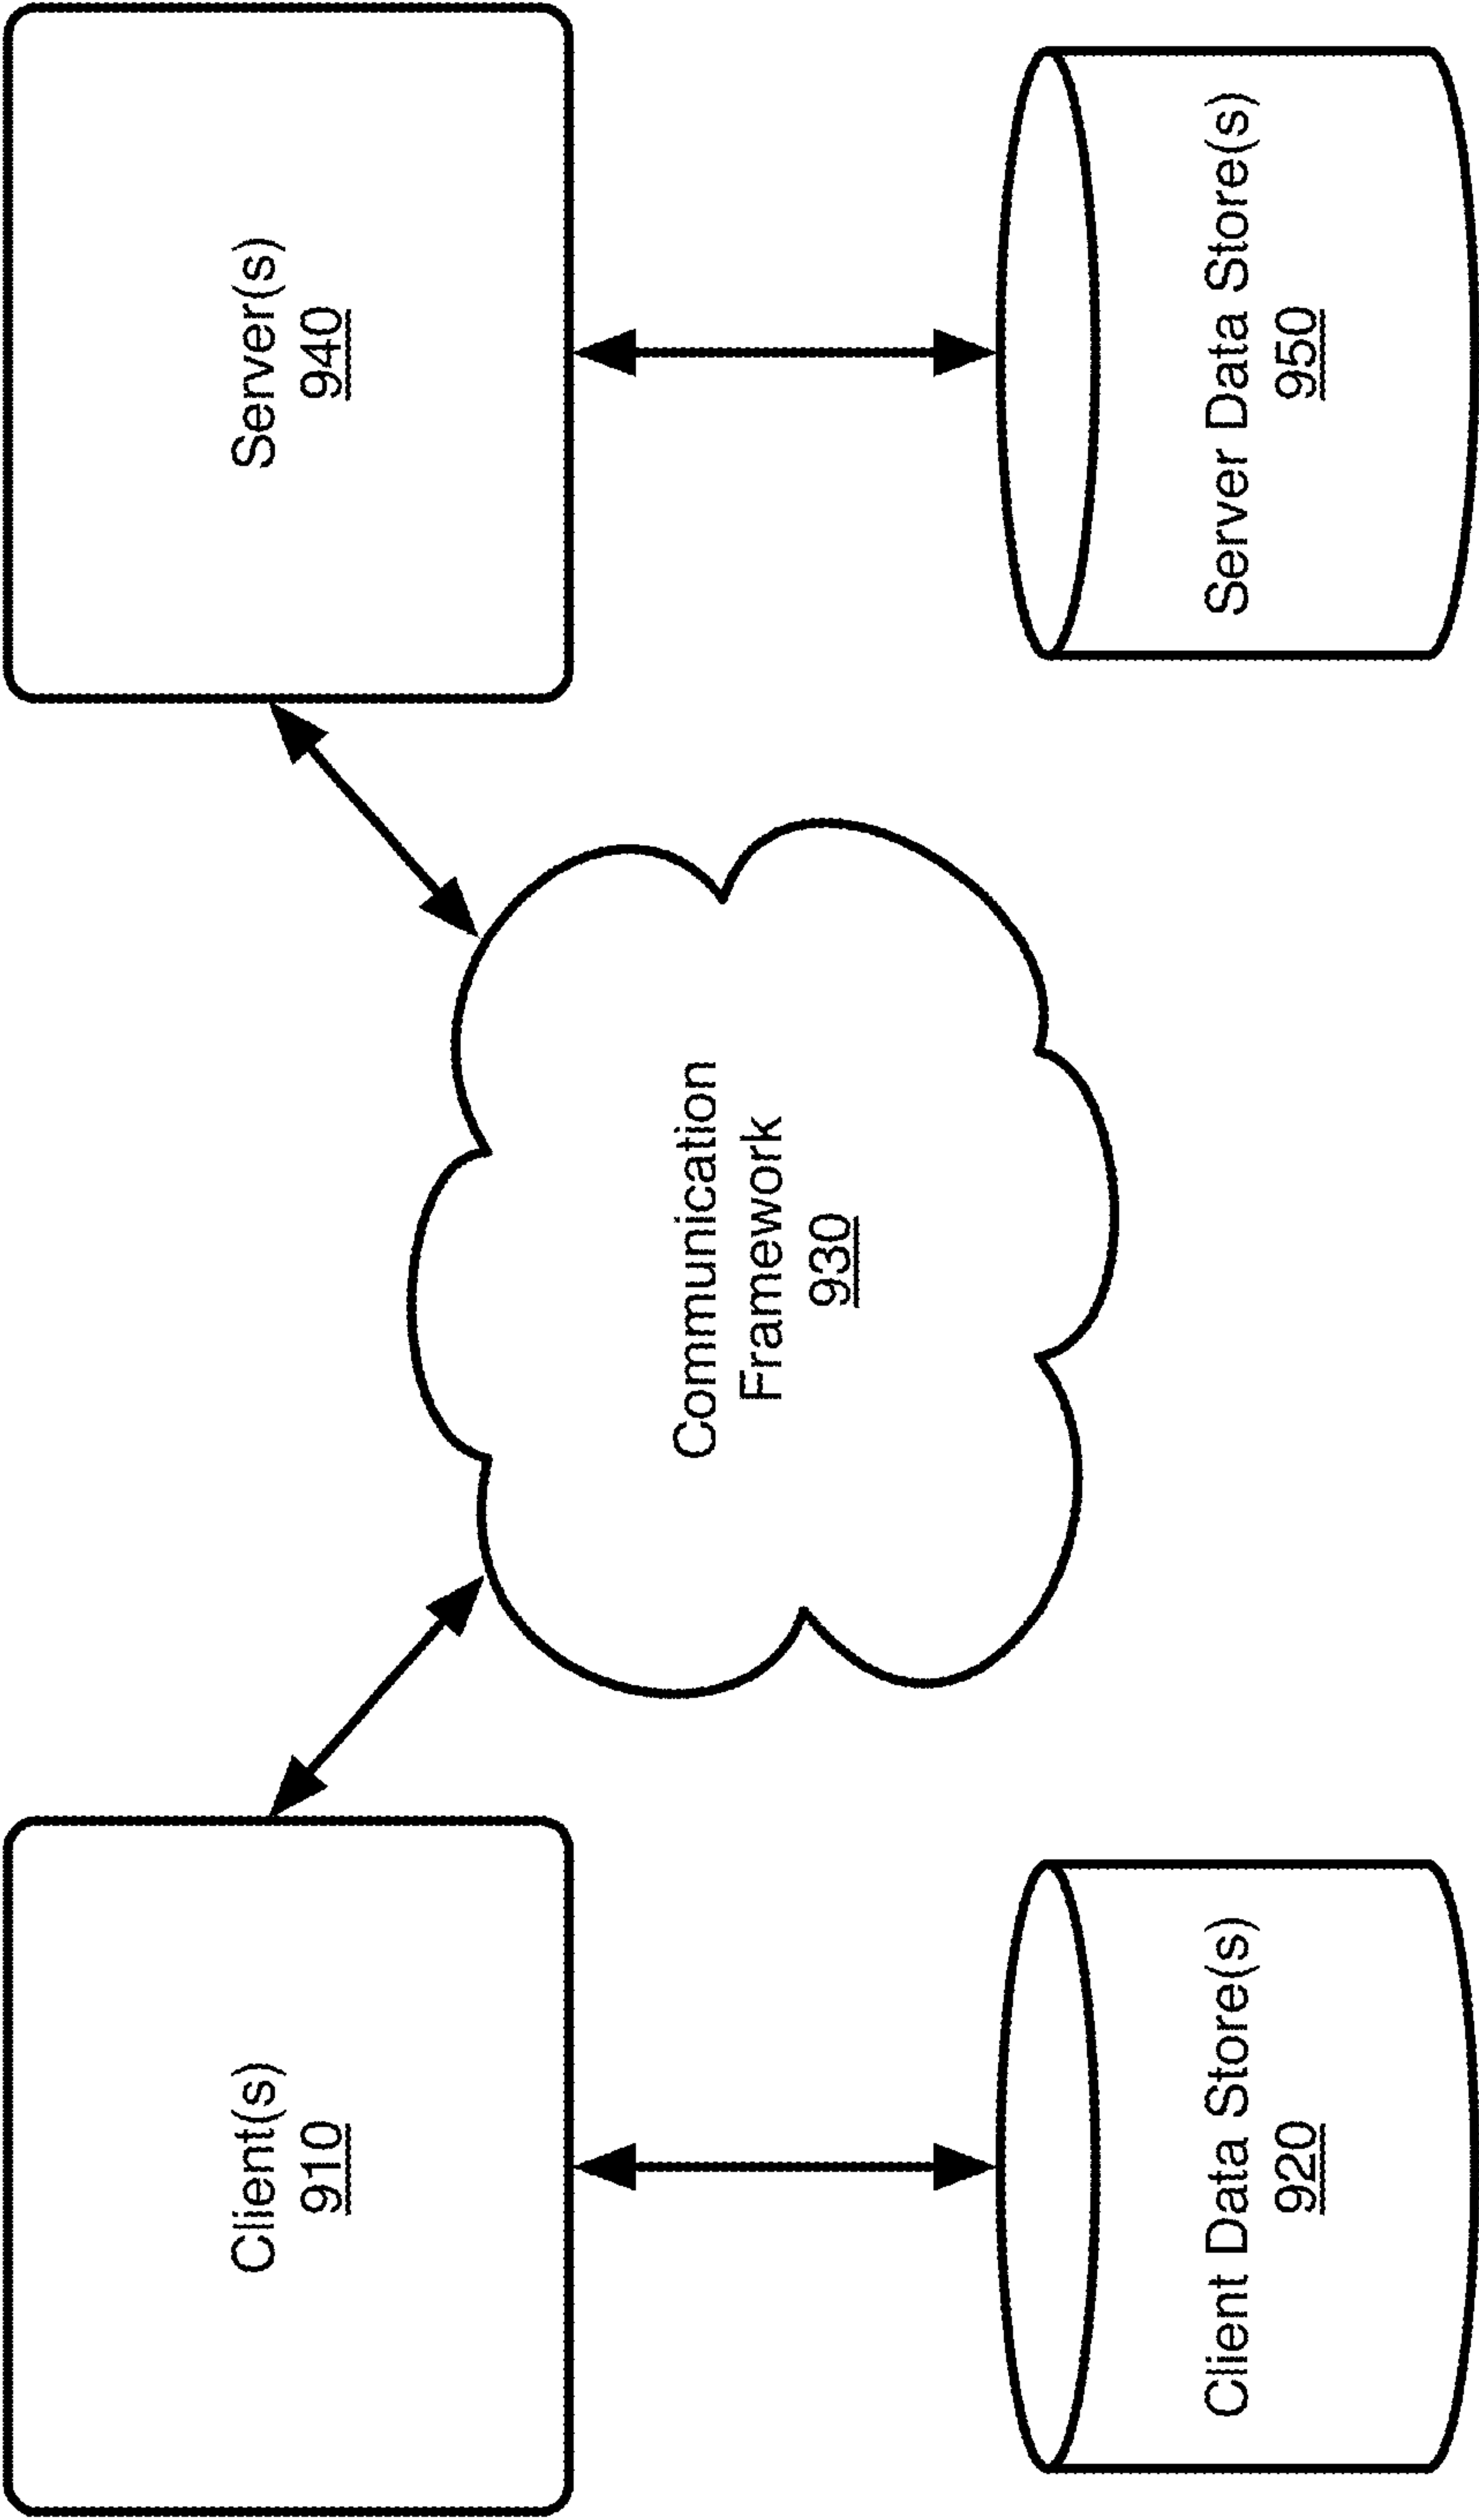 Client(s)
910
Server(s)
940
Communication
Framework
930
Client Data Store(s)
920
Server Data Store(s)
950